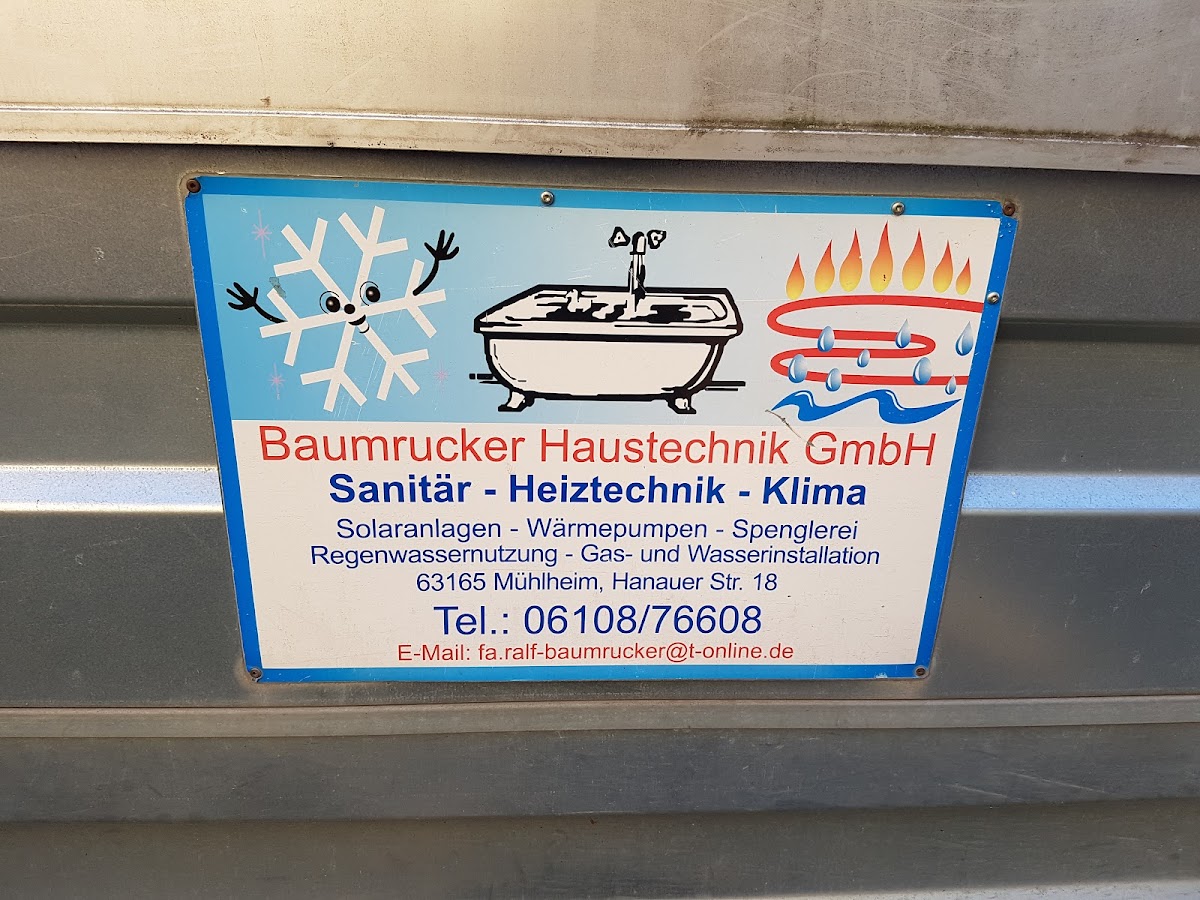 Baumrucker Haustechnik GmbH
Sanitär - Heiztechnik - Klima
Solaranlagen - Wärmepumpen - Spenglerei
Regenwassernutzung - Gas- und Wasserinstallation
63165 Mühlheim, Hanauer Str. 18
Tel.: 06108/76608
E-Mail: fa.ralf-baumrucker@t-online.de